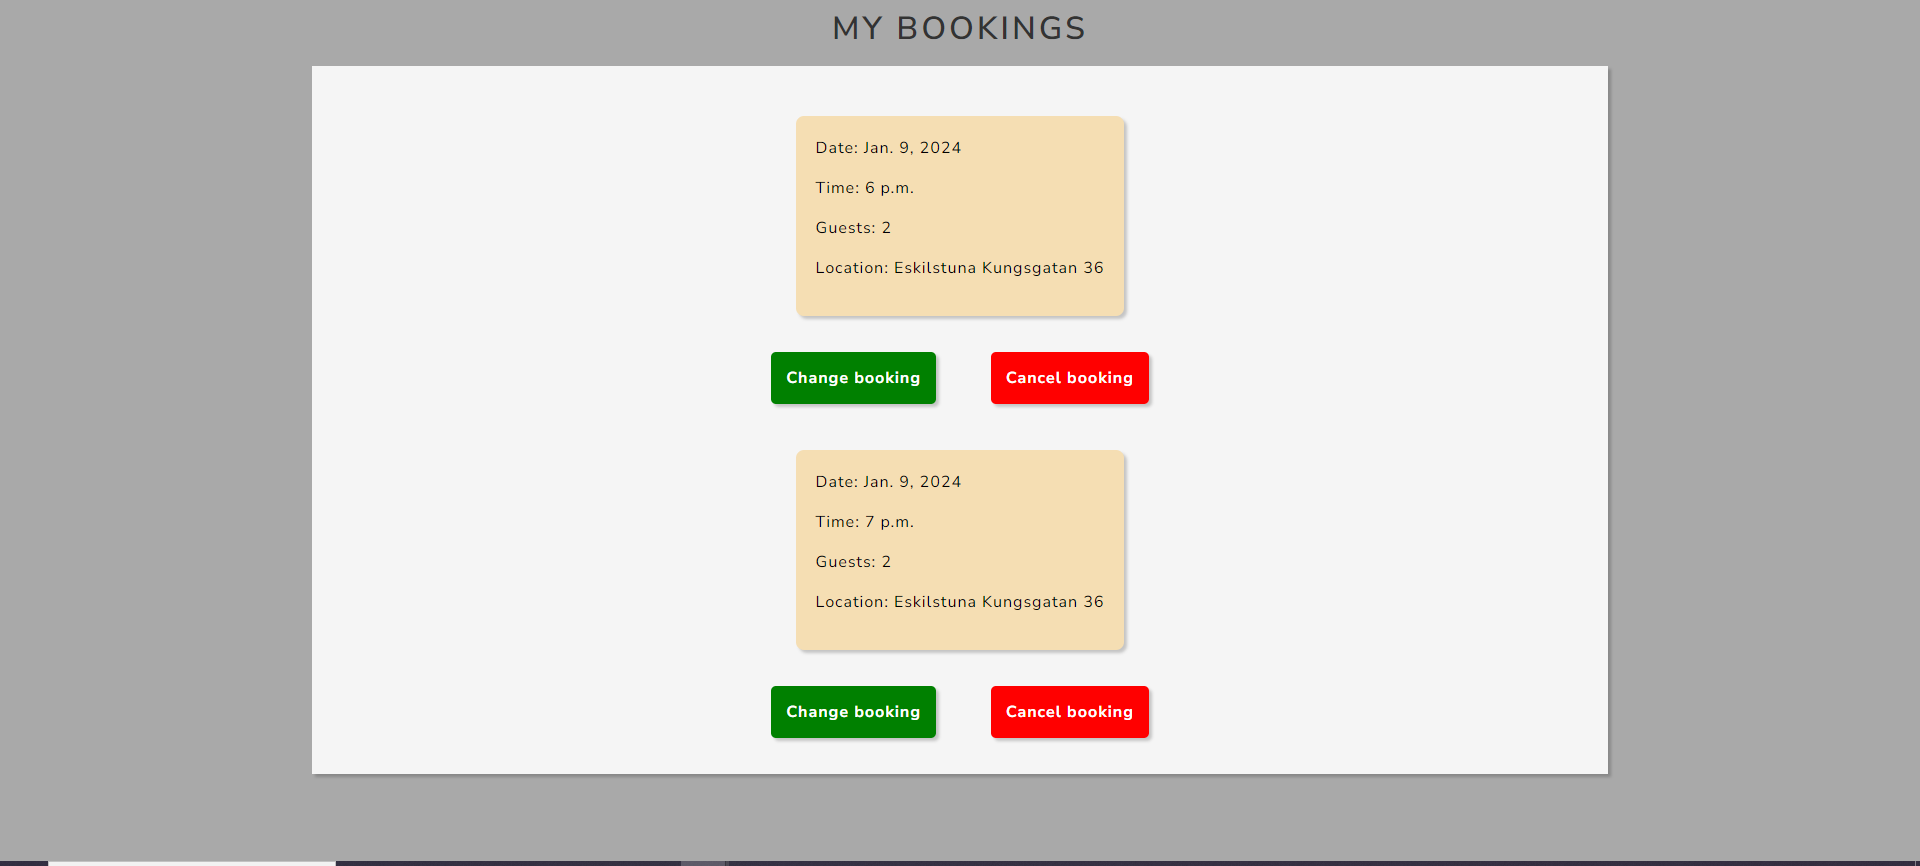 MY BOOKINGS
Date: Jan. 9, 2024
Time: 6 p.m.
Guests: 2
Location: Eskilstuna Kungsgatan 36
Change booking
Cancel booking
Date: Jan. 9, 2024
Time: 7 p.m.
Guests: 2
Location: Eskilstuna Kungsgatan 36
Change booking
Cancel booking